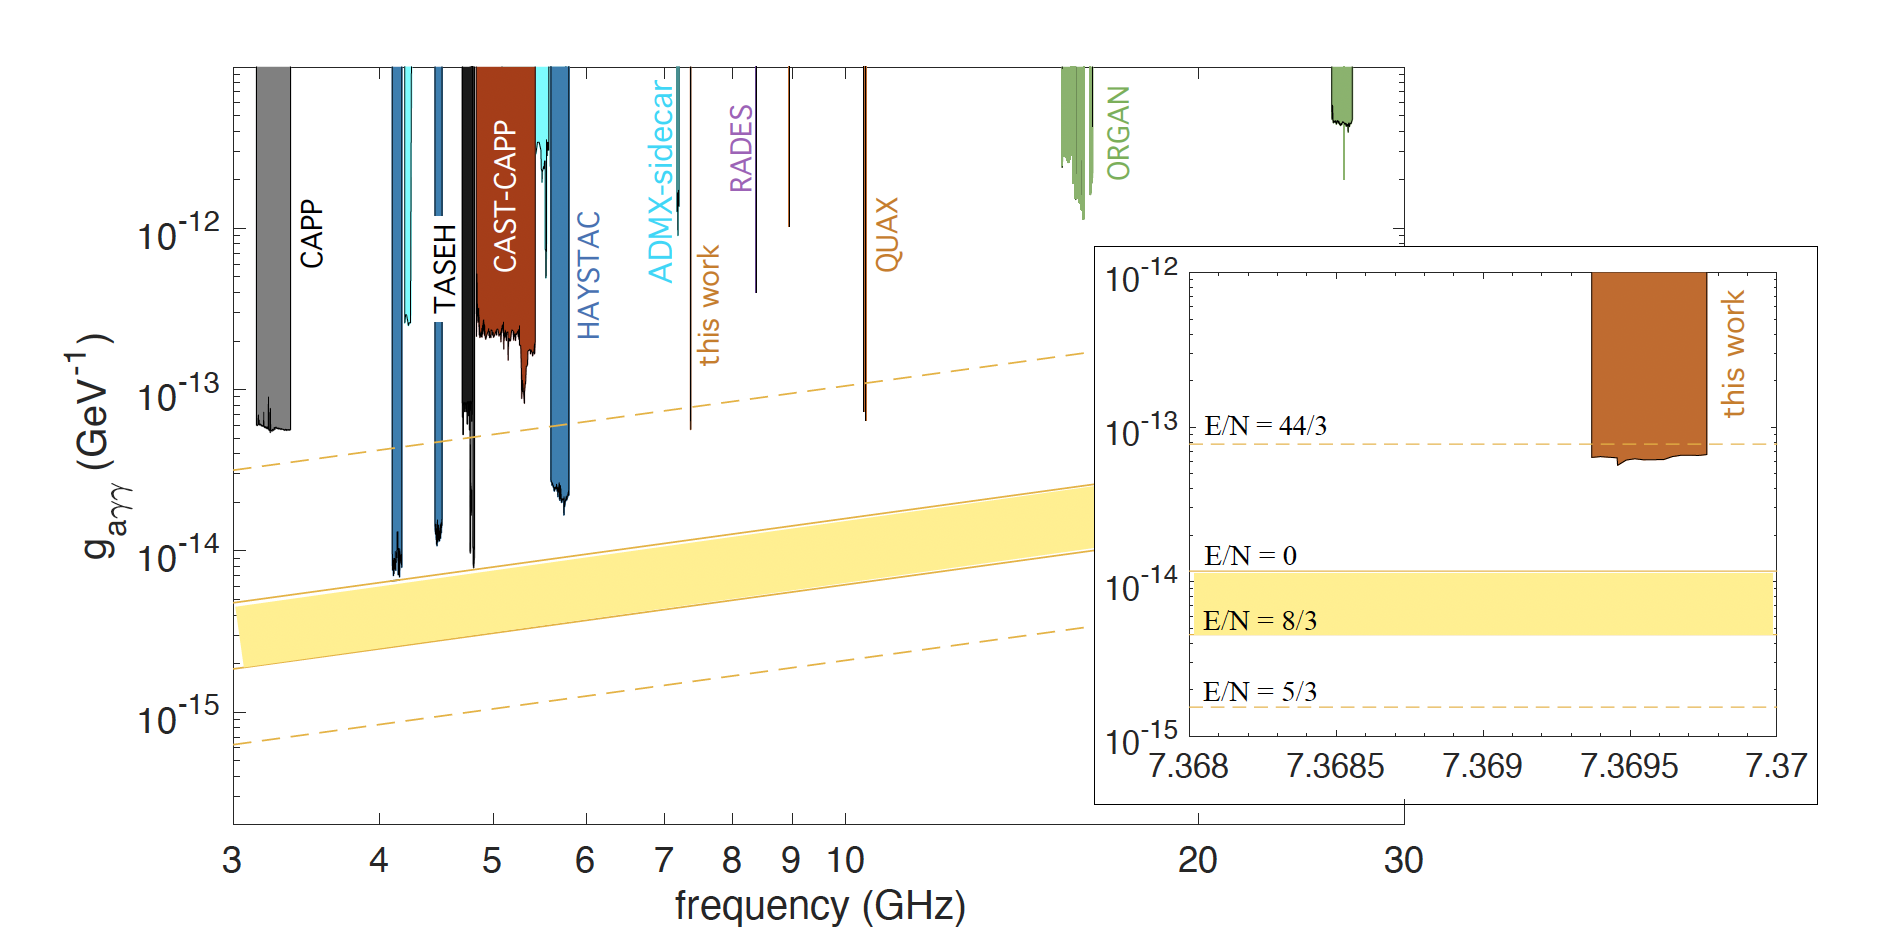 10^-12
10^-13
10^-14
10^-15
g_aγγ (GeV^-1)
CAPP
TASEH
CAST-CAPP
HAYSTAC
ADMX-sidecar
this work
RADES
QUAX
ORGAN
3
4
5
6
7
8
9
10
20
30
frequency (GHz)
10^-12
10^-13
10^-14
10^-15
E/N = 44/3
E/N = 0
E/N = 8/3
E/N = 5/3
this work
7.368
7.3685
7.369
7.3695
7.37